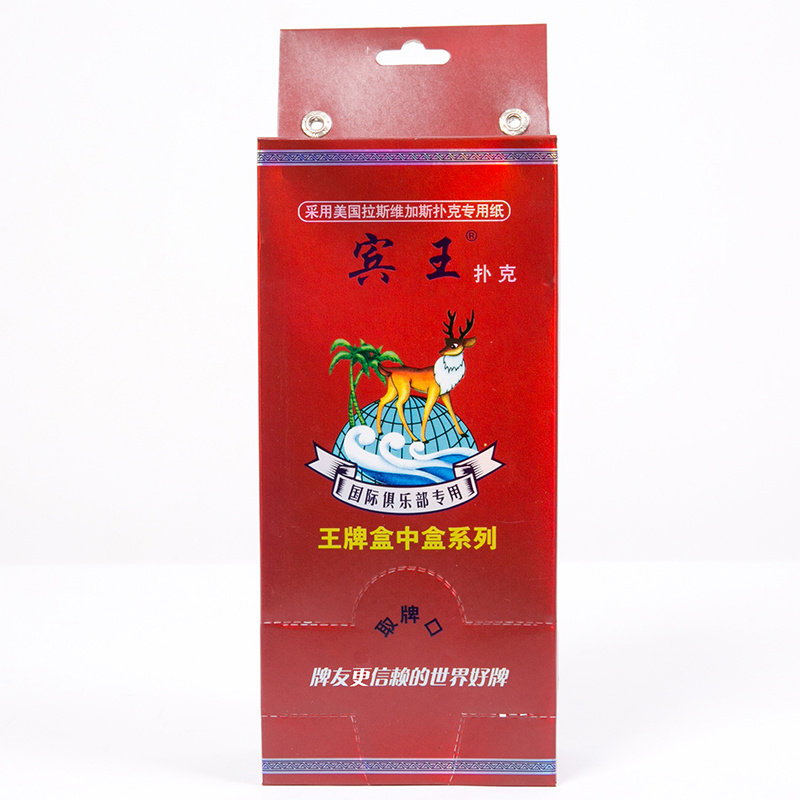 采用美国拉斯维加斯扑克专用纸
宾王®
扑克
国际俱乐部专用
王牌盒中盒系列
取牌口
牌友更信赖的世界好牌